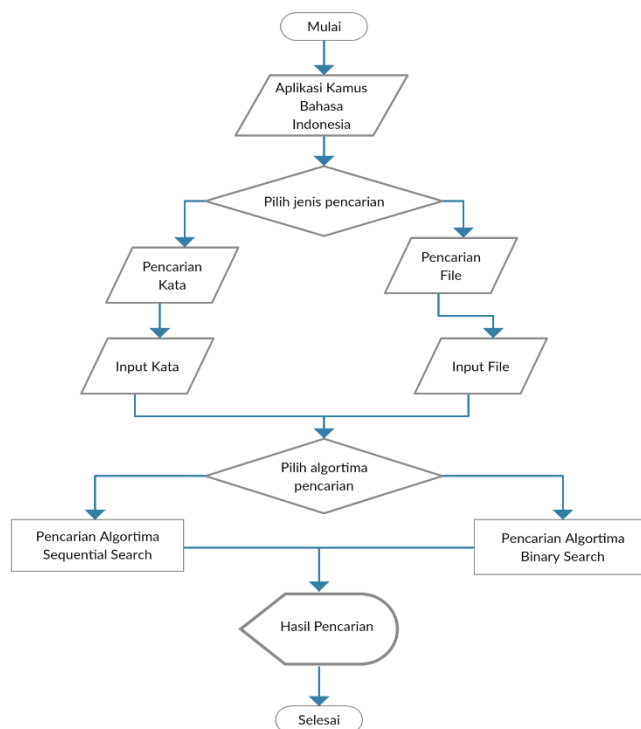 Mulai
Aplikasi Kamus
Bahasa
Indonesia
Pilih jenis pencarian
Pencarian
Kata
Pencarian
File
Input Kata
Input File
Pilih algortima
pencarian
Pencarian Algortima
Sequential Search
Pencarian Algortima
Binary Search
Hasil Pencarian
Selesai